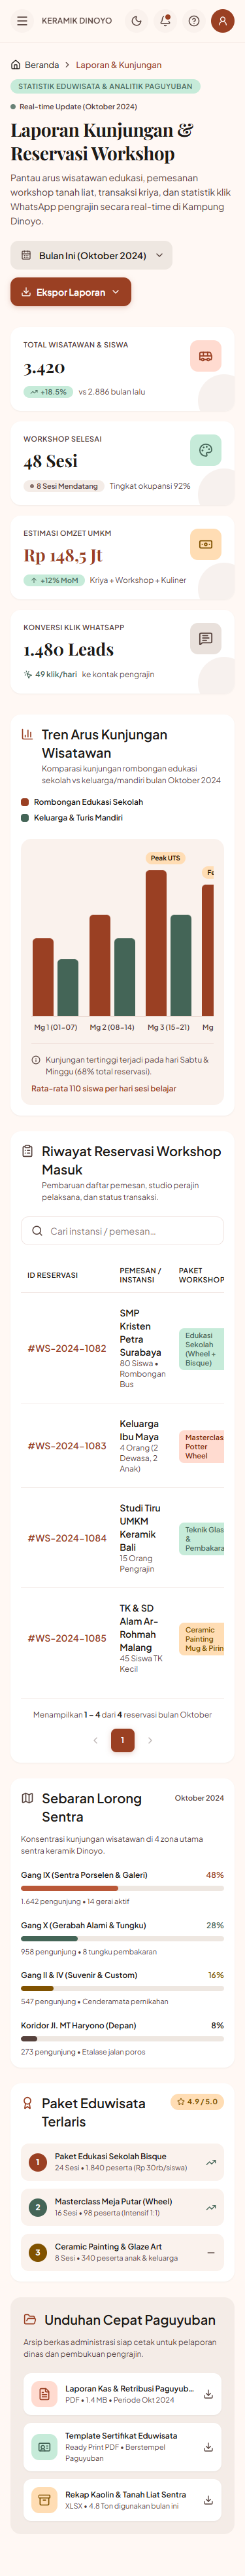 KERAMIK DINOYO
Beranda > Laporan & Kunjungan
STATISTIK EDUWISATA & ANALITIK PAGUYUBAN
Real-time Update (Oktober 2024)
Laporan Kunjungan &
Reservasi Workshop
Pantau arus wisatawan edukasi, pemesanan
workshop tanah liat, transaksi kriya, dan statistik klik
WhatsApp pengrajin secara real-time di Kampung
Dinoyo.
Bulan Ini (Oktober 2024)
Ekspor Laporan
TOTAL WISATAWAN & SISWA
3.420
+18.5% vs 2.886 bulan lalu
WORKSHOP SELESAI
48 Sesi
8 Sesi Mendatang Tingkat okupansi 92%
ESTIMASI OMZET UMKM
Rp 148,5 Jt
+12% MoM Kriya + Workshop + Kuliner
KONVERSI KLIK WHATSAPP
1.480 Leads
49 klik/hari ke kontak pengrajin
Tren Arus Kunjungan
Wisatawan
Komparasi kunjungan rombongan edukasi
sekolah vs keluarga/mandiri bulan Oktober 2024
Rombongan Edukasi Sekolah
Keluarga & Turis Mandiri
Peak UTS
Fe
Mg 1 (01-07) Mg 2 (08-14) Mg 3 (15-21) Mg
Kunjungan tertinggi terjadi pada hari Sabtu &
Minggu (68% total reservasi).
Rata-rata 110 siswa per hari sesi belajar
Riwayat Reservasi Workshop
Masuk
Pembaruan daftar pemesan, studio perajin
pelaksana, dan status transaksi.
Cari instansi / pemesan...
ID RESERVASI
PEMESAN /
INSTANSI
PAKET
WORKSHOP
#WS-2024-1082
SMP
Kristen
Petra
Surabaya
80 Siswa •
Rombongan
Bus
Edukasi
Sekolah
(Wheel +
Bisque)
#WS-2024-1083
Keluarga
Ibu Maya
4 Orang (2
Dewasa, 2
Anak)
Masterclas
Potter
Wheel
#WS-2024-1084
Studi Tiru
UMKM
Keramik
Bali
15 Orang
Pengrajin
Teknik Glas
&
Pembakara
#WS-2024-1085
TK & SD
Alam Ar-
Rohmah
Malang
45 Siswa TK
Kecil
Ceramic
Painting
Mug & Pirin
Menampilkan 1 - 4 dari 4 reservasi bulan Oktober
1
Sebaran Lorong
Sentra
Oktober 2024
Konsentrasi kunjungan wisatawan di 4 zona utama
sentra keramik Dinoyo.
Gang IX (Sentra Porselen & Galeri) 48%
1.642 pengunjung • 14 gerai aktif
Gang X (Gerabah Alami & Tungku) 28%
958 pengunjung • 8 tungku pembakaran
Gang II & IV (Suvenir & Custom) 16%
547 pengunjung • Cenderamata pernikahan
Koridor Jl. MT Haryono (Depan) 8%
273 pengunjung • Etalase jalan poros
Paket Eduwisata
Terlaris
4.9 / 5.0
1 Paket Edukasi Sekolah Bisque
24 Sesi • 1.840 peserta (Rp 30rb/siswa)
2 Masterclass Meja Putar (Wheel)
16 Sesi • 98 peserta (Intensif 1:1)
3 Ceramic Painting & Glaze Art
8 Sesi • 340 peserta anak & keluarga
Unduhan Cepat Paguyuban
Arsip berkas administrasi siap cetak untuk pelaporan
dinas dan pembukuan pengrajin.
Laporan Kas & Retribusi Paguyub...
PDF • 1.4 MB • Periode Okt 2024
Template Sertifikat Eduwisata
Ready Print PDF • Berstempel
Paguyuban
Rekap Kaolin & Tanah Liat Sentra
XLSX • 4.8 Ton digunakan bulan ini